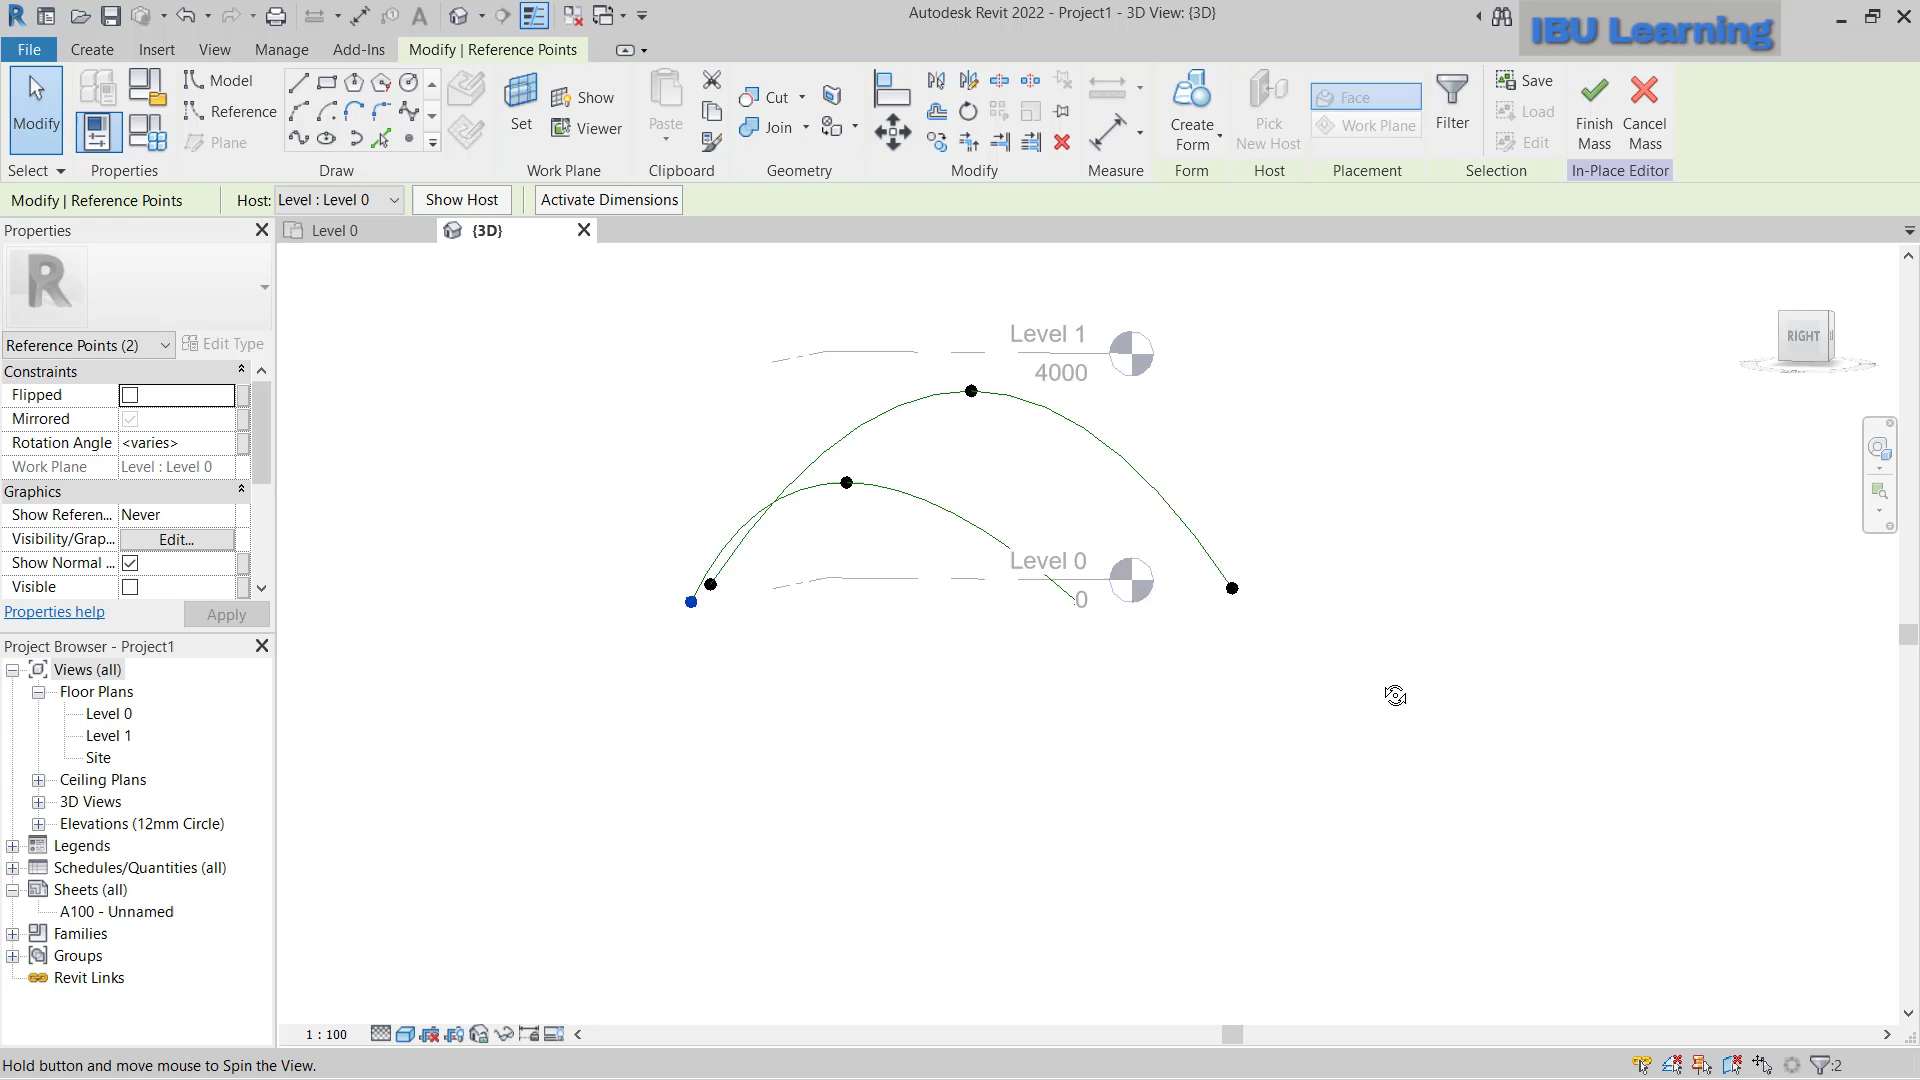 Autodesk Revit 2022 - Project1 - 3D View: {3D}
IBU Learning
File
Create
Insert
View
Manage
Add-Ins
Modify | Reference Points
Modify
Model
Reference
Plane
Set
Show
Viewer
Paste
Cut
Join
Create
Form
Pick
New Host
Face
Work Plane
Filter
Save
Load
Edit
Finish
Mass
Cancel
Mass
Select
Properties
Draw
Work Plane
Clipboard
Geometry
Modify
Measure
Form
Host
Placement
Selection
In-Place Editor
Modify | Reference Points
Host:
Level : Level 0
Show Host
Activate Dimensions
Properties
Level 0
{3D}
R
Reference Points (2)
Edit Type
Constraints
Flipped
Mirrored
Rotation Angle
<varies>
Work Plane
Level : Level 0
Graphics
Show Referen...
Never
Visibility/Grap...
Edit...
Show Normal ...
Visible
Properties help
Apply
Project Browser - Project1
Views (all)
Floor Plans
Level 0
Level 1
Site
Ceiling Plans
3D Views
Elevations (12mm Circle)
Legends
Schedules/Quantities (all)
Sheets (all)
A100 - Unnamed
Families
Groups
Revit Links
Level 1
4000
Level 0
0
RIGHT
1 : 100
Hold button and move mouse to Spin the View.
:2